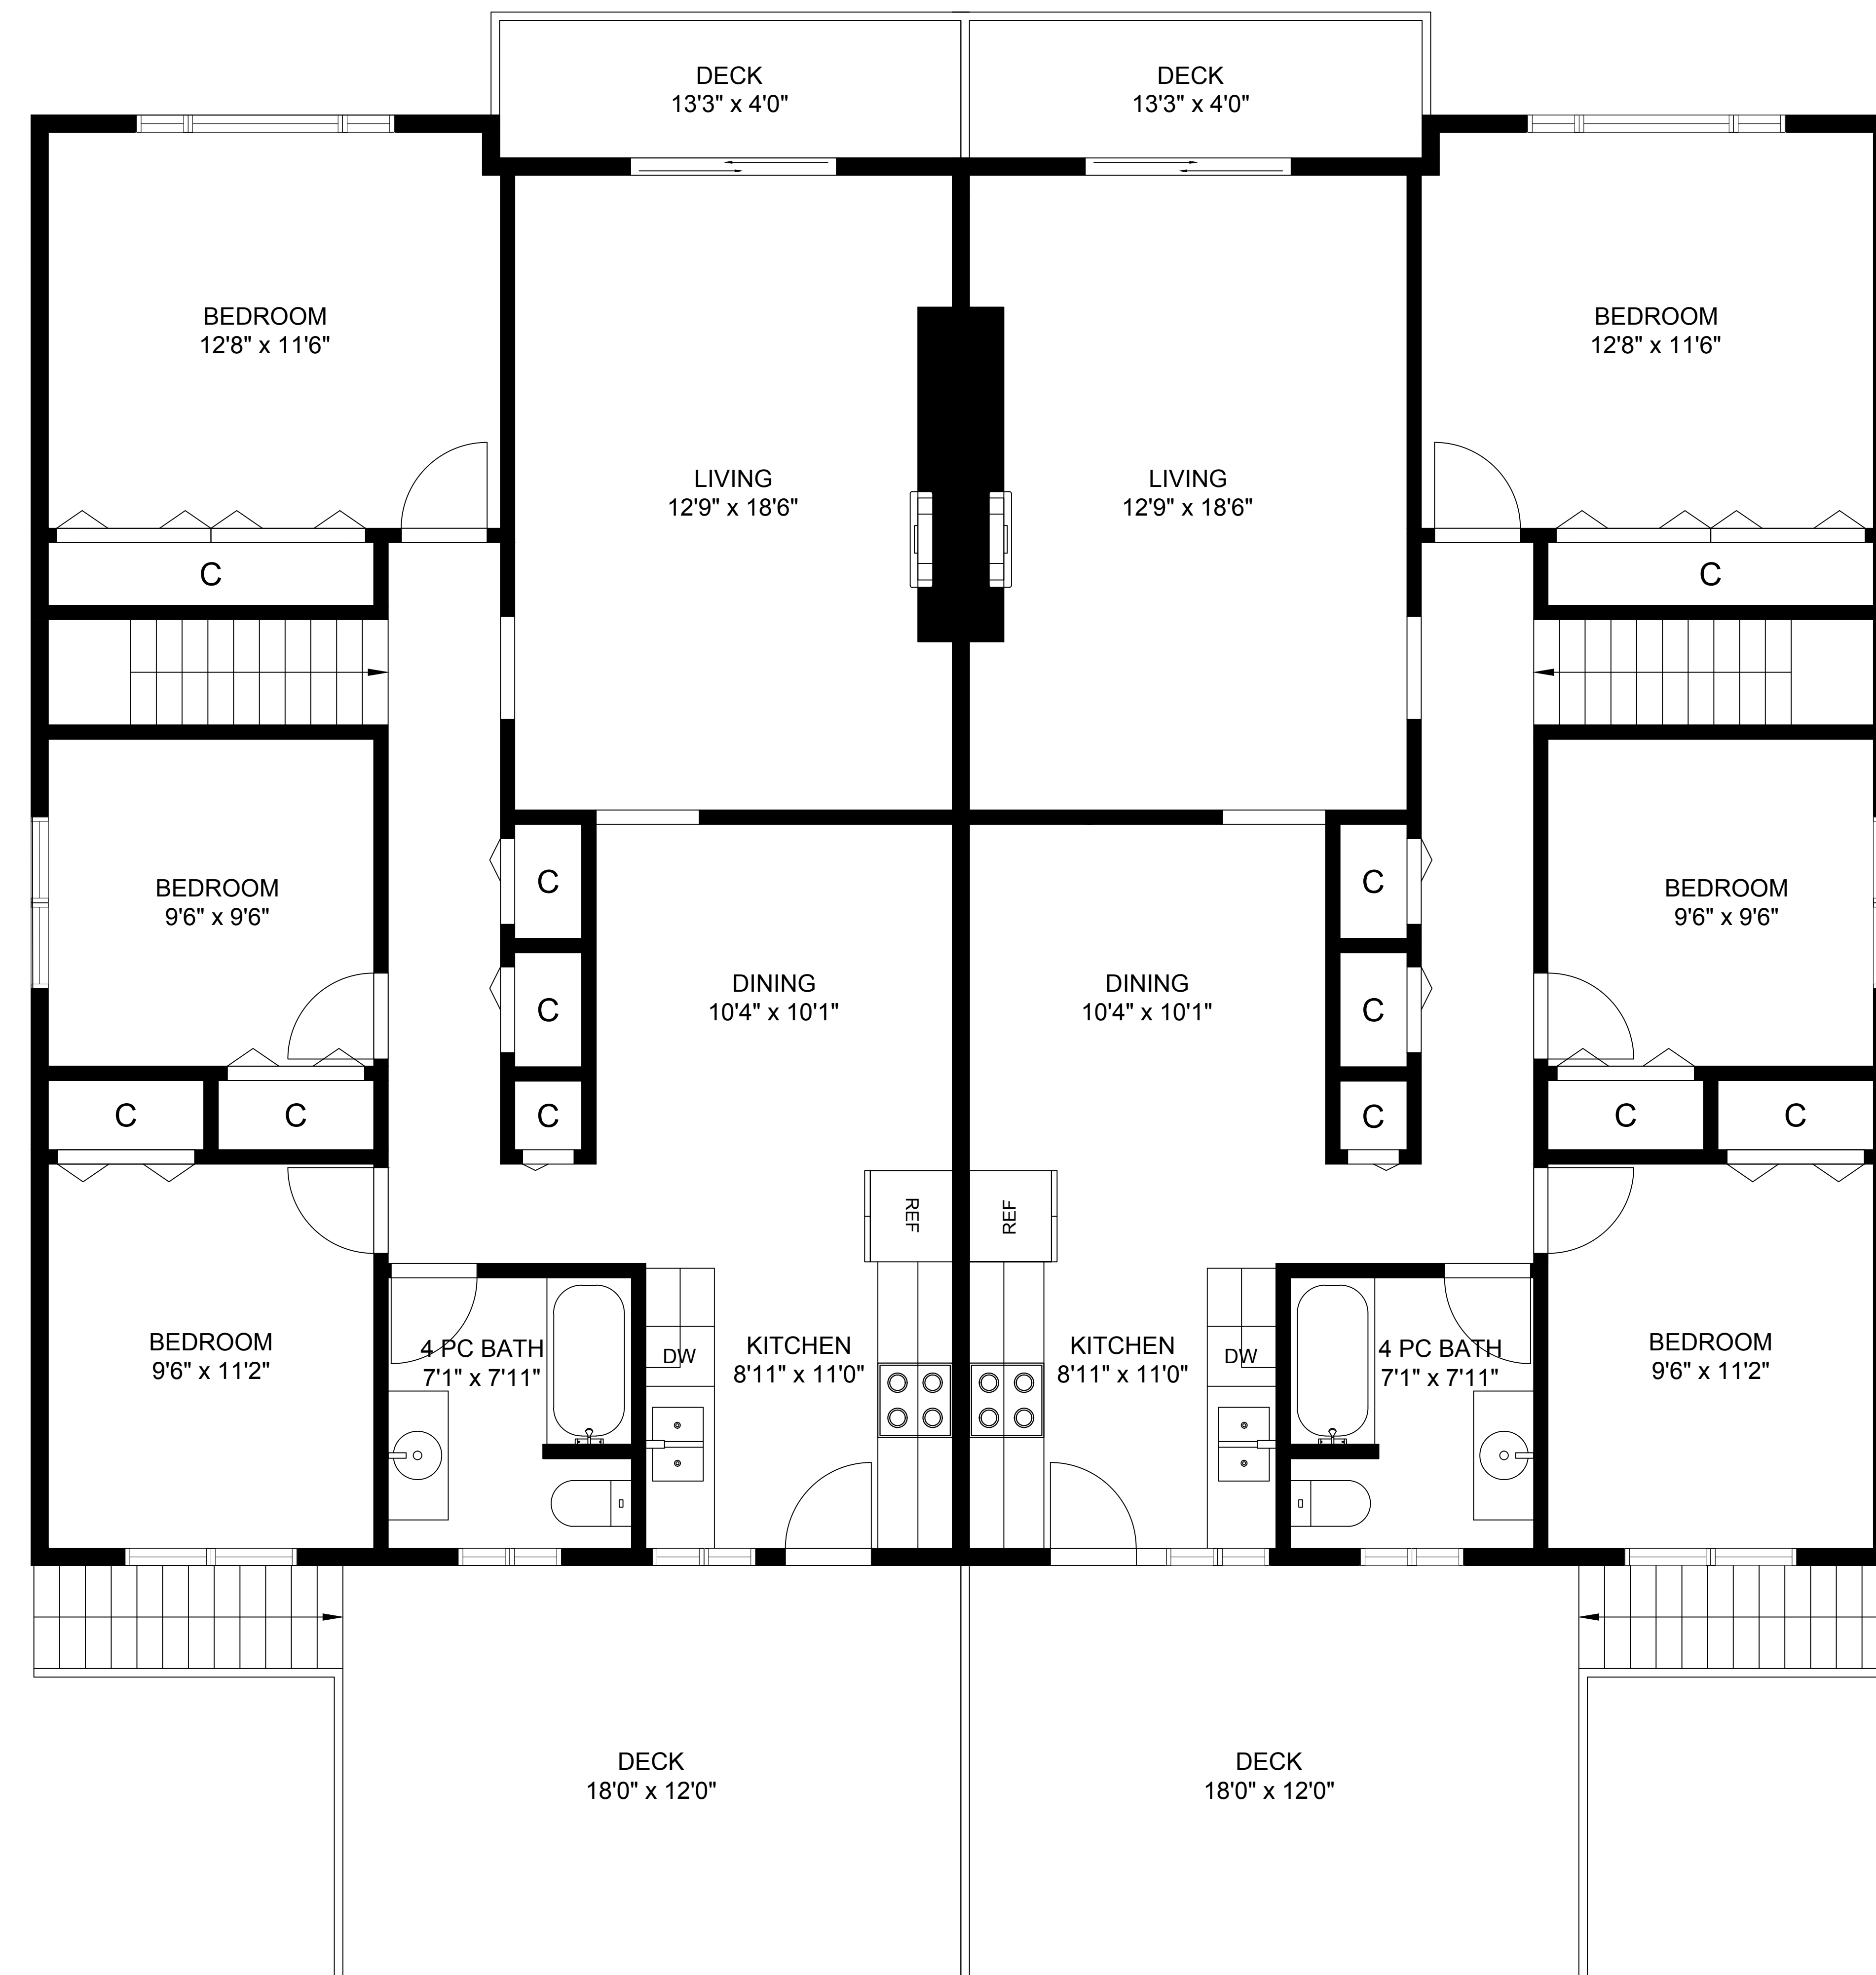 DECK
13'3" x 4'0"
DECK
13'3" x 4'0"
BEDROOM
12'8" x 11'6"
BEDROOM
12'8" x 11'6"
LIVING
12'9" x 18'6"
LIVING
12'9" x 18'6"
C
C
BEDROOM
9'6" x 9'6"
C
C
BEDROOM
9'6" x 9'6"
DINING
10'4" x 10'1"
DINING
10'4" x 10'1"
C
C
C
C
C
C
C
C
REF
REF
BEDROOM
9'6" x 11'2"
4 PC BATH
7'1" x 7'11"
DW
KITCHEN
8'11" x 11'0"
KITCHEN
8'11" x 11'0"
DW
4 PC BATH
7'1" x 7'11"
BEDROOM
9'6" x 11'2"
DECK
18'0" x 12'0"
DECK
18'0" x 12'0"